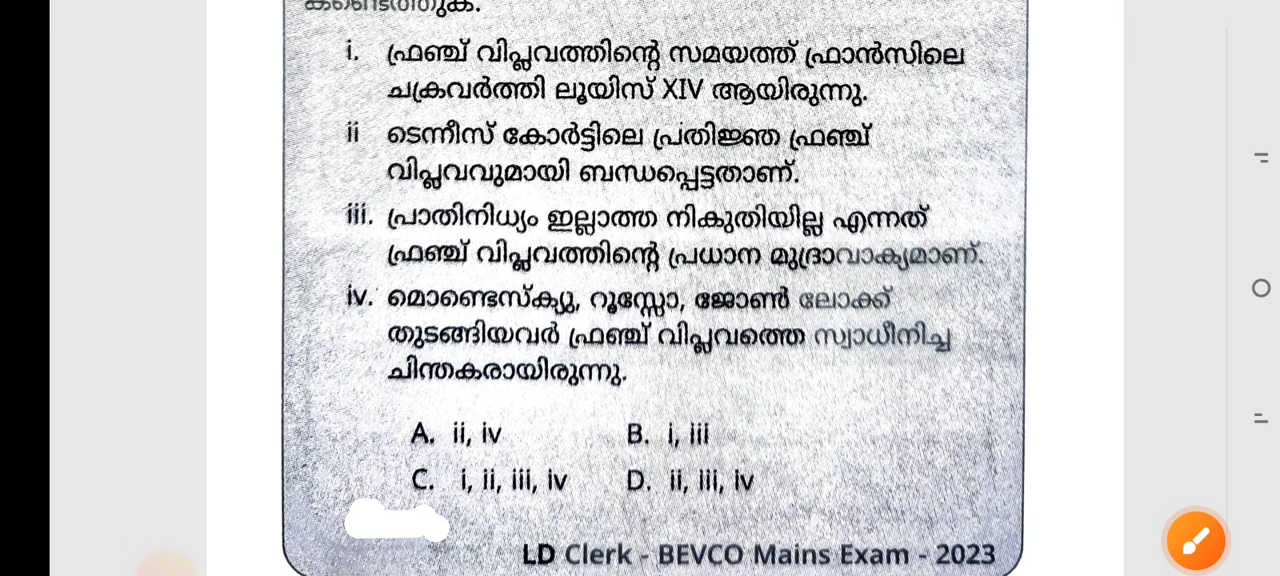 i. ഫ്രഞ്ച് വിപ്ലവത്തിന്റെ സമയത്ത് ഫ്രാൻസിലെ
ചക്രവർത്തി ലൂയിസ് XIV ആയിരുന്നു.
ii ടെന്നീസ് കോർട്ടിലെ പ്രതിജ്ഞ ഫ്രഞ്ച്
വിപ്ലവവുമായി ബന്ധപ്പെട്ടതാണ്.
iii. പ്രാതിനിധ്യം ഇല്ലാത്ത നികുതിയില്ല എന്നത്
ഫ്രഞ്ച് വിപ്ലവത്തിന്റെ പ്രധാന മുദ്രാവാക്യമാണ്.
iv. മൊണ്ടെസ്ക്യു, റൂസ്സോ, ജോൺ ലോക്ക്
തുടങ്ങിയവർ ഫ്രഞ്ച് വിപ്ലവത്തെ സ്വാധീനിച്ച
ചിന്തകരായിരുന്നു.
A. ii, iv B. i, iii
C. i, ii, iii, iv D. ii, iii, iv
LD Clerk - BEVCO Mains Exam - 2023